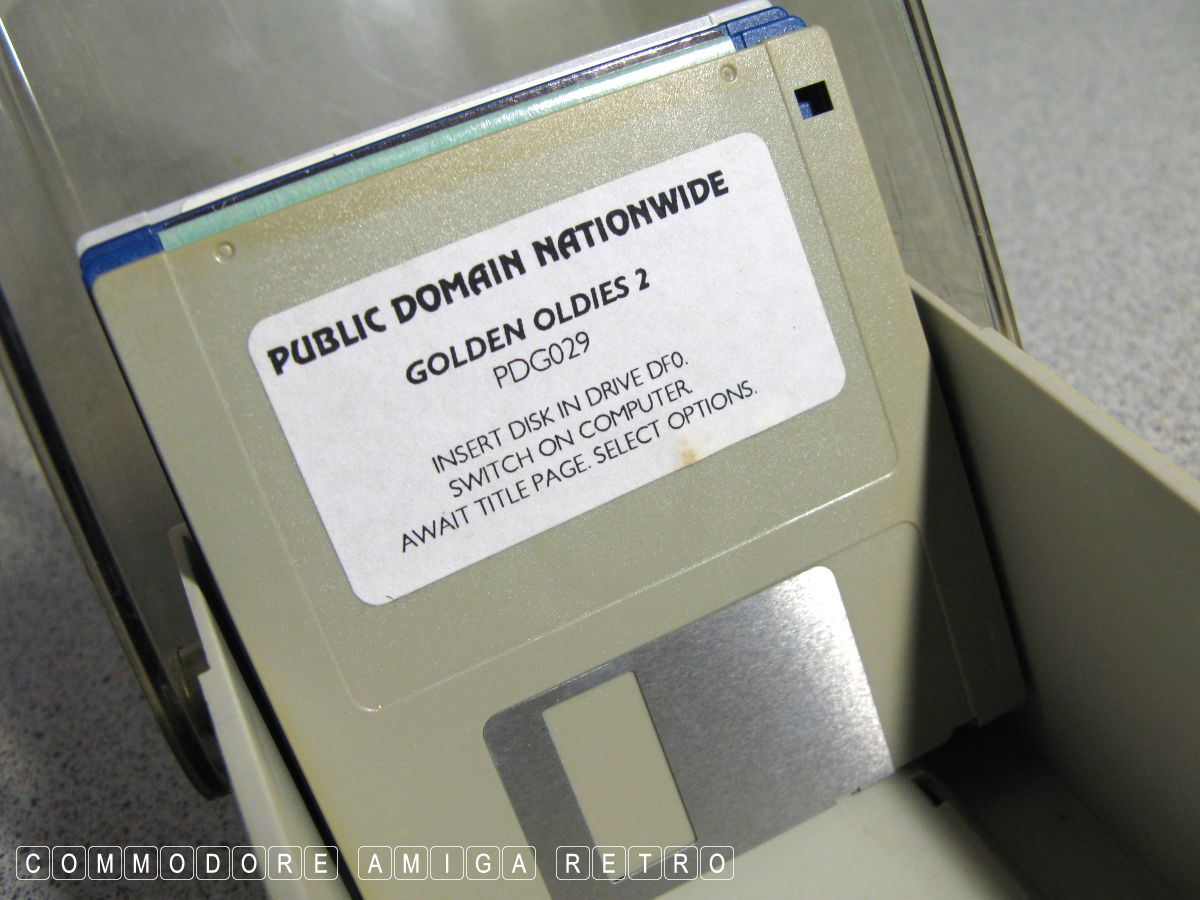 PUBLIC DOMAIN NATIONWIDE
GOLDEN OLDIES 2
PDG029
INSERT DISK IN DRIVE DF0.
SWITCH ON COMPUTER.
AWAIT TITLE PAGE. SELECT OPTIONS.
COMMODORE AMIGA RETRO